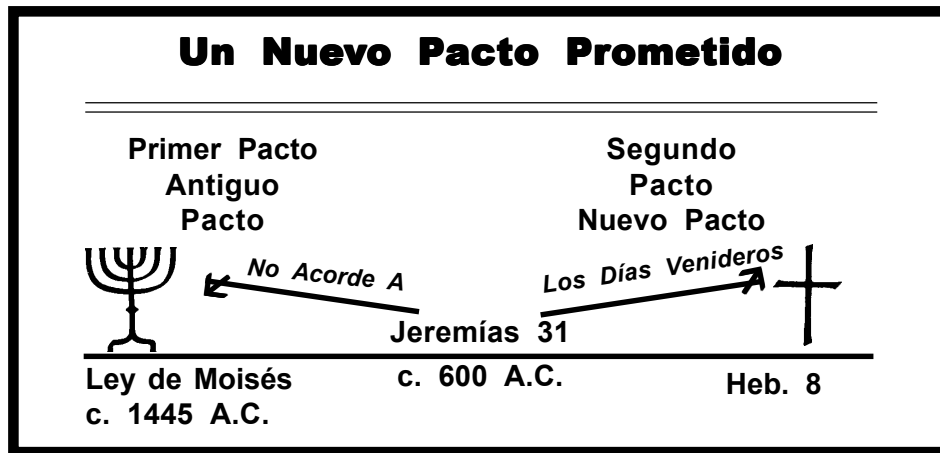 Un Nuevo Pacto Prometido
Primer Pacto
Antiguo
Pacto
Segundo
Pacto
Nuevo Pacto
No Acorde A
Los Días Venideros
Jeremías 31
Ley de Moisés
c. 1445 A.C.
c. 600 A.C.
Heb. 8